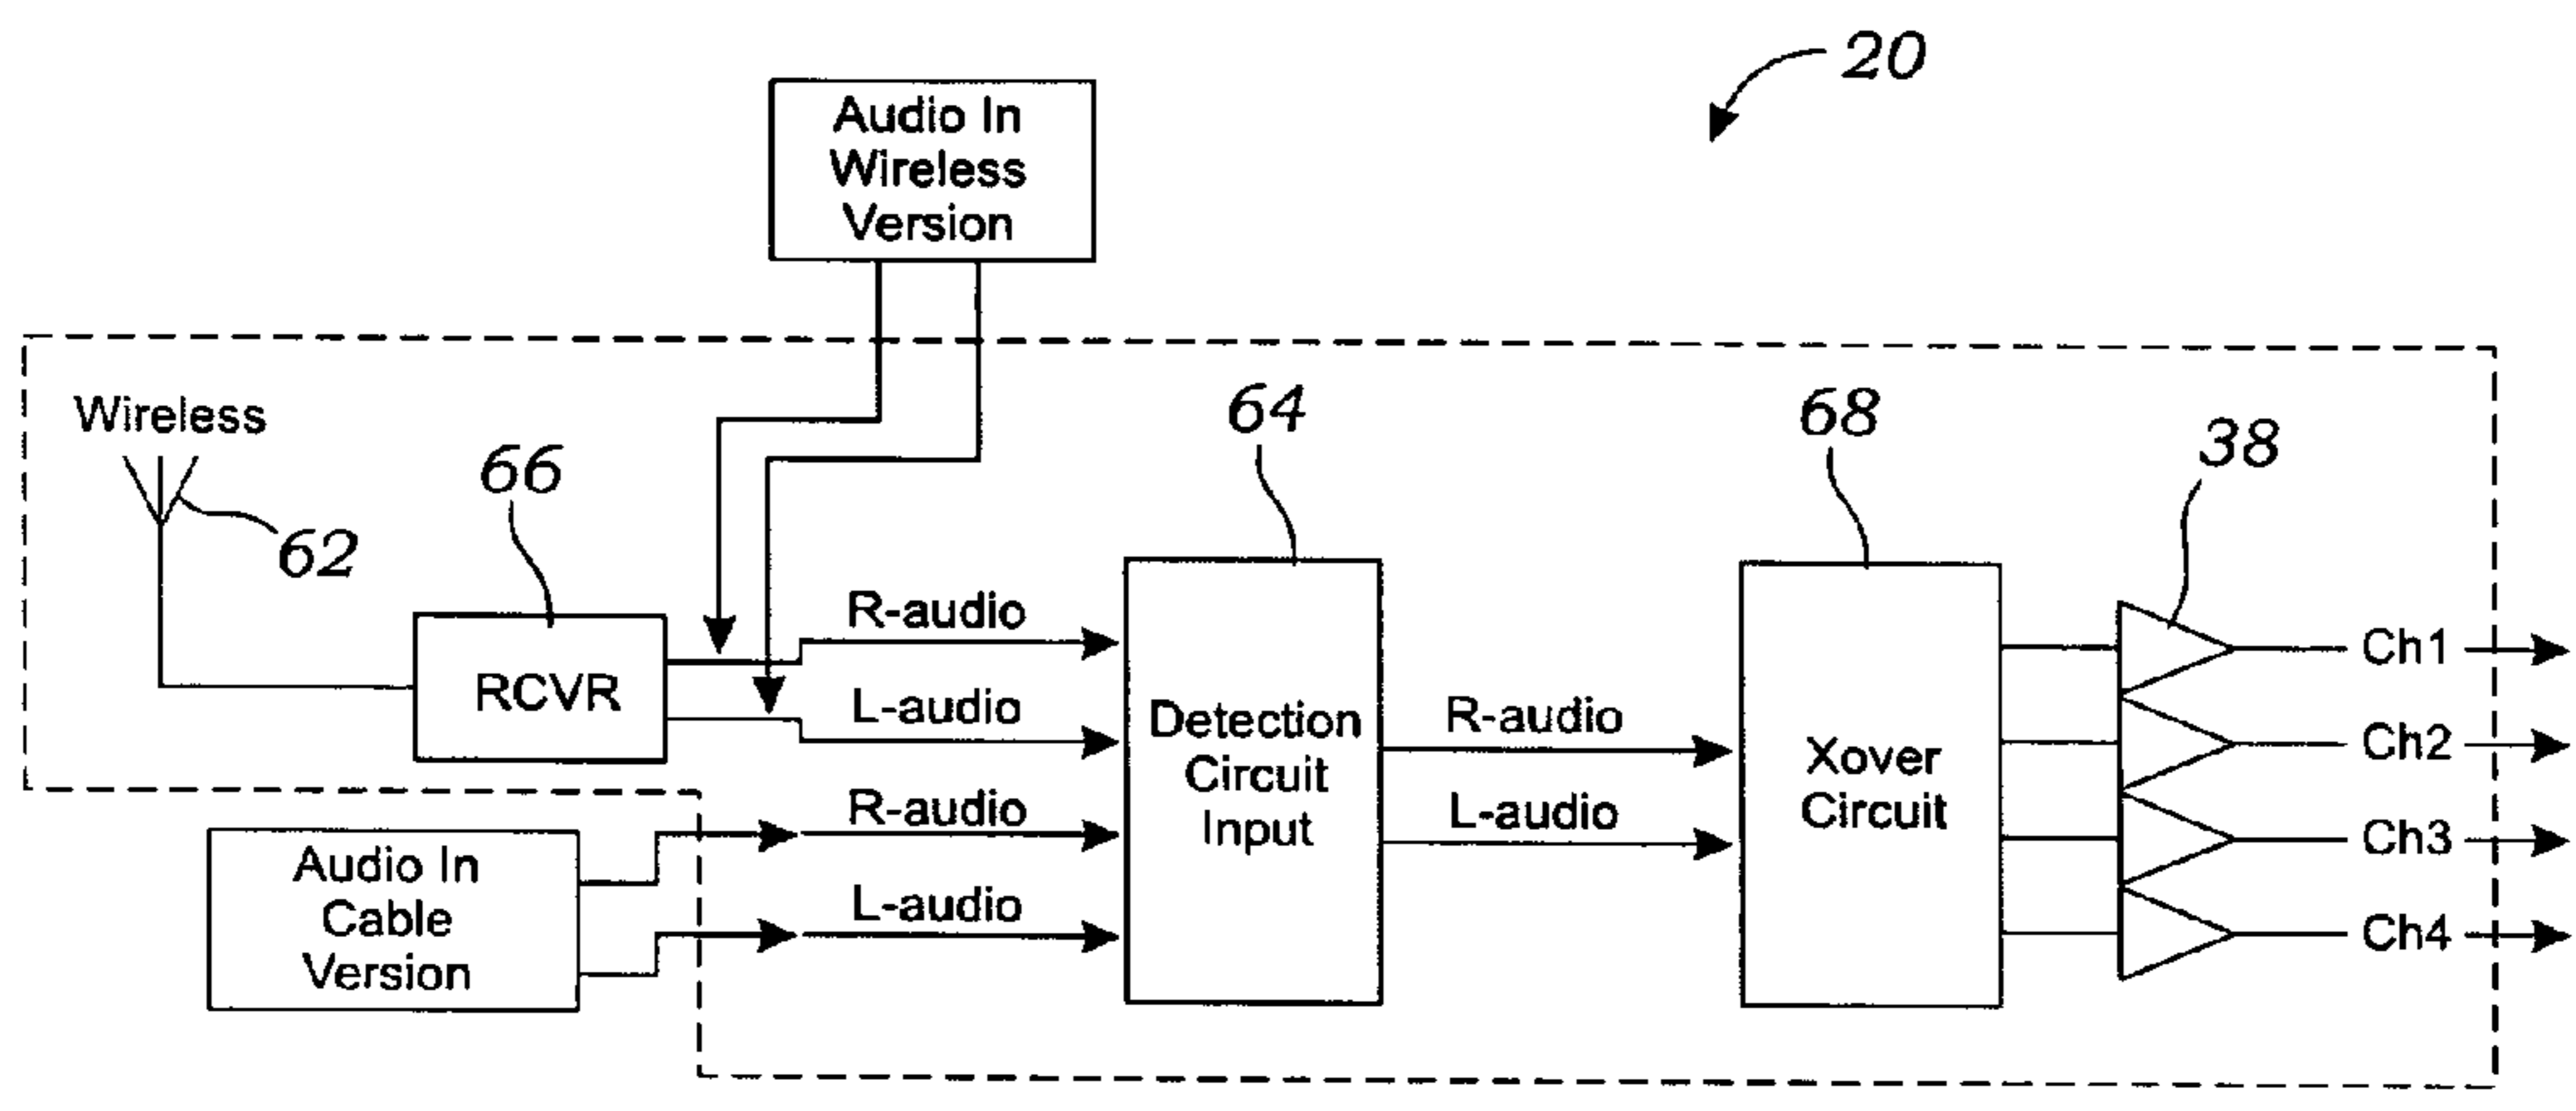 20
Audio In
Wireless
Version
Wireless
62
66
RCVR
64
68
38
R-audio
L-audio
R-audio
L-audio
Detection
Circuit
Input
R-audio
L-audio
Xover
Circuit
Ch1
Ch2
Ch3
Ch4
Audio In
Cable
Version